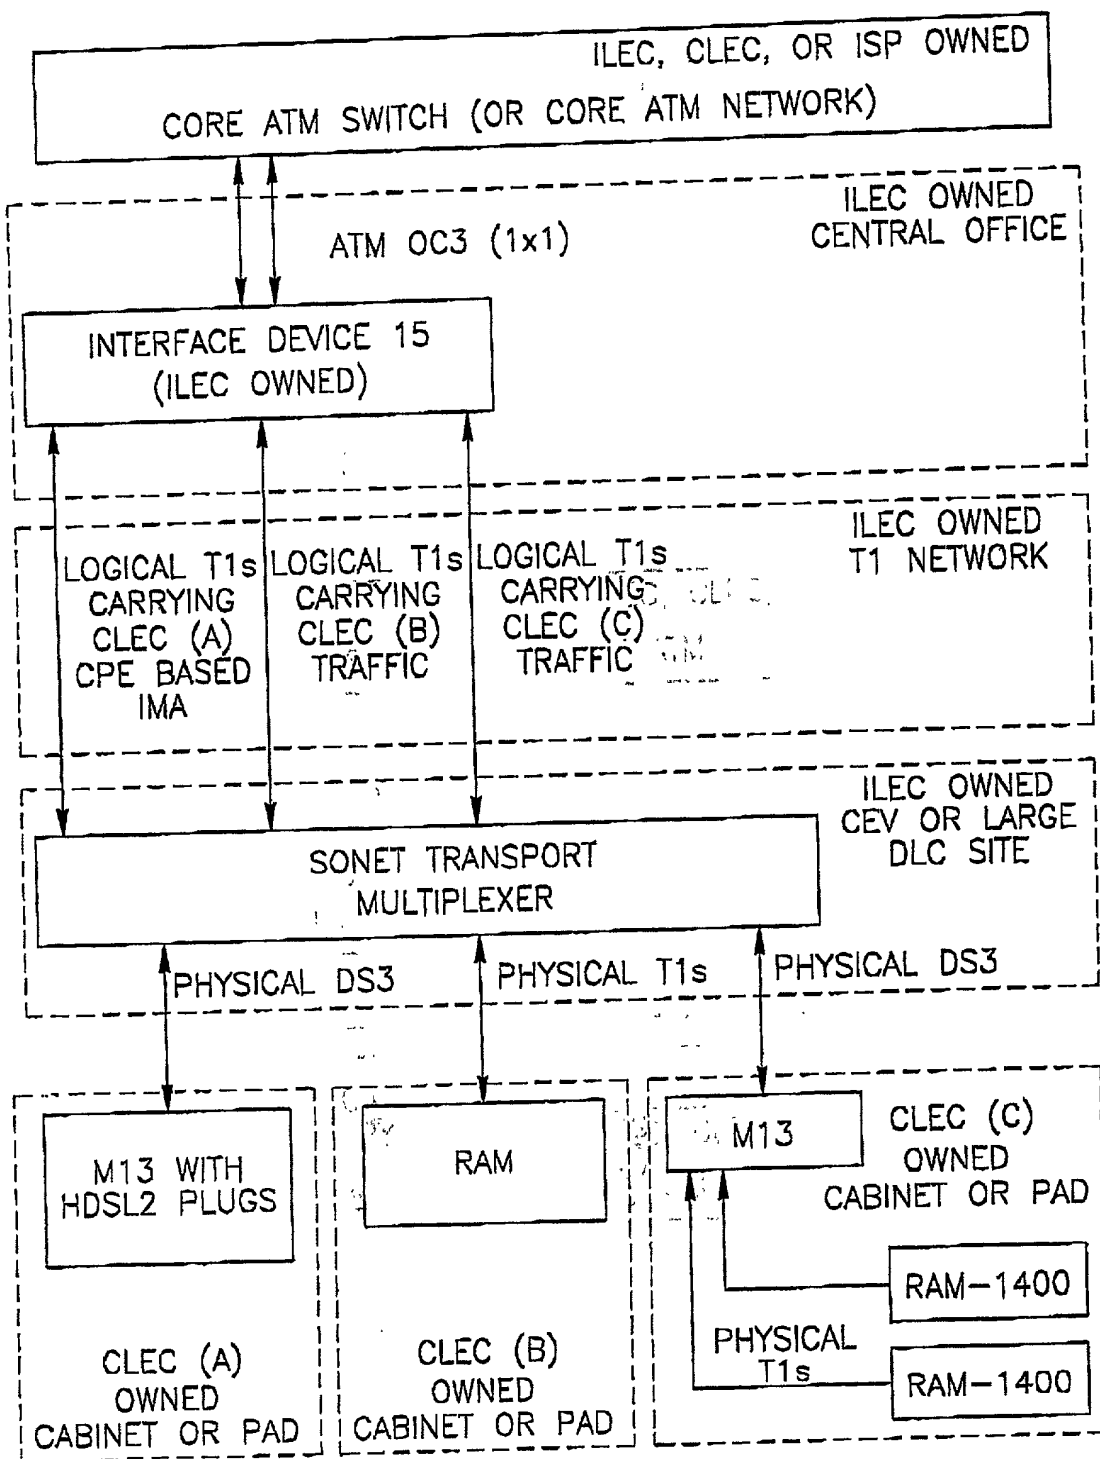 ILEC, CLEC, OR ISP OWNED
CORE ATM SWITCH (OR CORE ATM NETWORK)
ILEC OWNED
CENTRAL OFFICE
ATM OC3 (1x1)
INTERFACE DEVICE 15
(ILEC OWNED)
ILEC OWNED
T1 NETWORK
LOGICAL T1s
CARRYING
CLEC (A)
CPE BASED
IMA
LOGICAL T1s
CARRYING
CLEC (B)
TRAFFIC
LOGICAL T1s
CARRYING
CLEC (C)
TRAFFIC
ILEC OWNED
CEV OR LARGE
DLC SITE
SONET TRANSPORT
MULTIPLEXER
PHYSICAL DS3
PHYSICAL T1s
PHYSICAL DS3
M13 WITH
HDSL2 PLUGS
CLEC (A)
OWNED
CABINET OR PAD
RAM
CLEC (B)
OWNED
CABINET OR PAD
M13
CLEC (C)
OWNED
CABINET OR PAD
RAM-1400
PHYSICAL
T1s
RAM-1400